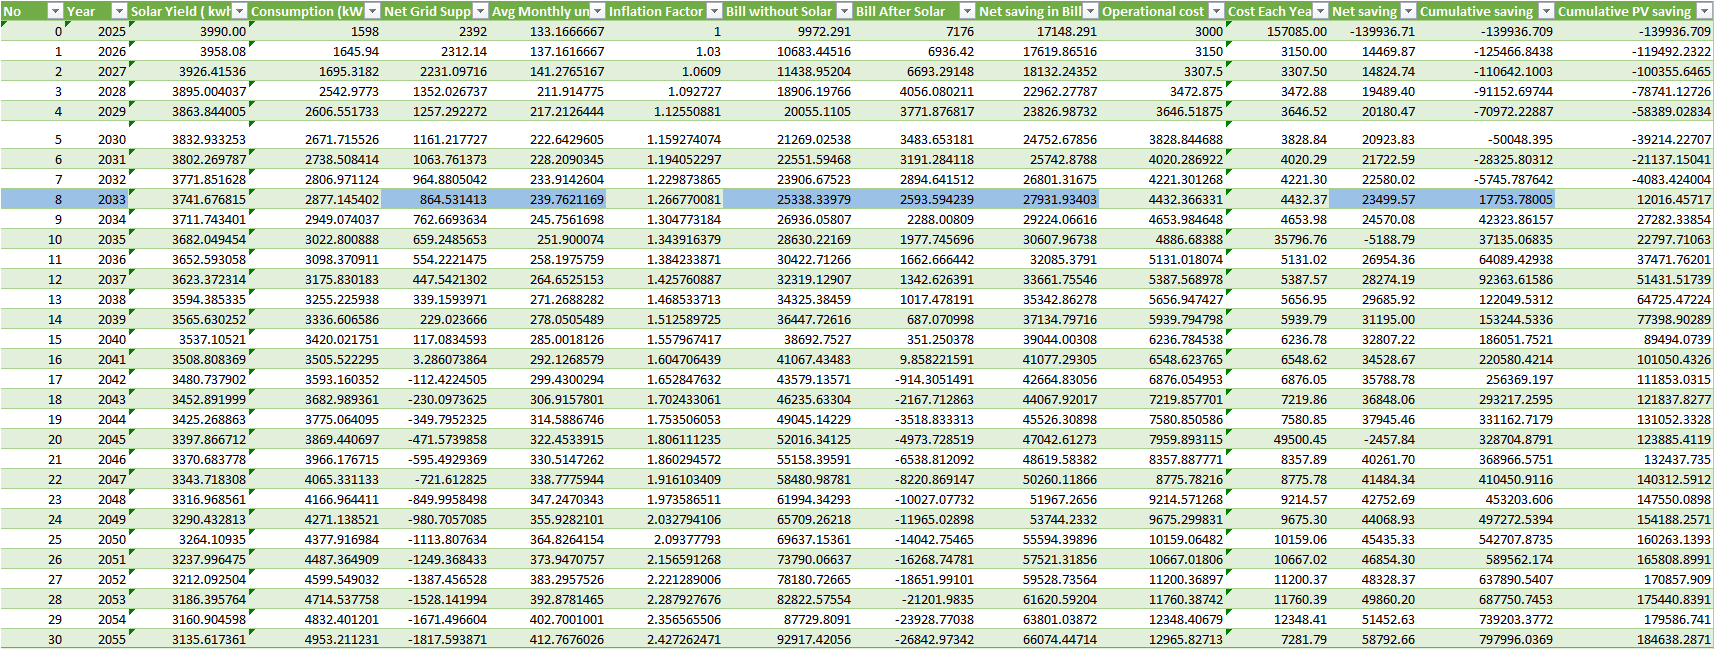 No Year Solar Yield ( kwh Consumption (kW Net Grid Supp Avg Monthly un Inflation Factor Bill without Solar Bill After Solar Net saving in Bill Operational cost Cost Each Yea Net saving Cumulative saving Cumulative PV saving
0 2025 3990.00 1598 2392 133.1666667 1 9972.291 7176 17148.291 3000 157085.00 -139936.71 -139936.709 -139936.709
1 2026 3958.08 1645.94 2312.14 137.1616667 1.03 10683.44516 6936.42 17619.86516 3150 3150.00 14469.87 -125466.8438 -119492.2322
2 2027 3926.41536 1695.3182 2231.09716 141.2765167 1.0609 11438.95204 6693.29148 18132.24352 3307.5 3307.50 14824.74 -110642.1003 -100355.6465
3 2028 3895.004037 2542.9773 1352.026737 211.914775 1.092727 18906.19766 4056.080211 22962.27787 3472.875 3472.88 19489.40 -91152.69744 -78741.12726
4 2029 3863.844005 2606.551733 1257.292272 217.2126444 1.12550881 20055.1105 3771.876817 23826.98732 3646.51875 3646.52 20180.47 -70972.22887 -58389.02834
5 2030 3832.933253 2671.715526 1161.217727 222.6429605 1.159274074 21269.02538 3483.653181 24752.67856 3828.844688 3828.84 20923.83 -50048.395 -39214.22707
6 2031 3802.269787 2738.508414 1063.761373 228.2090345 1.194052297 22551.59468 3191.284118 25742.8788 4020.286922 4020.29 21722.59 -28325.80312 -21137.15041
7 2032 3771.851628 2806.971124 964.8805042 233.9142604 1.229873865 23906.67523 2894.641512 26801.31675 4221.301268 4221.30 22580.02 -5745.787642 -4083.424004
8 2033 3741.676815 2877.145402 864.531413 239.7621169 1.266770081 25338.33979 2593.594239 27931.93403 4432.366331 4432.37 23499.57 17753.78005 12016.45717
9 2034 3711.743401 2949.074037 762.6693634 245.7561698 1.304773184 26936.05807 2288.00809 29224.06616 4653.984648 4653.98 24570.08 42323.86157 27282.33854
10 2035 3682.049454 3022.800888 659.2485653 251.900074 1.343916379 28630.22169 1977.745696 30607.96738 4886.68388 35796.76 -5188.79 37135.06835 22797.71063
11 2036 3652.593058 3098.370911 554.2221475 258.1975759 1.384233871 30422.71266 1662.666442 32085.3791 5131.018074 5131.02 26954.36 64089.42938 37471.76201
12 2037 3623.372314 3175.830183 447.5421302 264.6525153 1.425760887 32319.12907 1342.626391 33661.75546 5387.568978 5387.57 28274.19 92363.61586 51431.51739
13 2038 3594.385335 3255.225938 339.1593971 271.2688282 1.468533713 34325.38459 1017.478191 35342.86278 5656.947427 5656.95 29685.92 122049.5312 64725.47224
14 2039 3565.630252 3336.606586 229.023666 278.0505489 1.512589725 36447.72616 687.070998 37134.79716 5939.794798 5939.79 31195.00 153244.5336 77398.90289
15 2040 3537.10521 3420.021751 117.0834593 285.0018126 1.557967417 38692.7527 351.250378 39044.00308 6236.784538 6236.78 32807.22 186051.7521 89494.0739
16 2041 3508.808369 3505.522295 3.286073864 292.1268579 1.604706439 41067.43483 9.858221591 41077.29305 6548.623765 6548.62 34528.67 220580.4214 101050.4326
17 2042 3480.737902 3593.160352 -112.4224505 299.4300294 1.652847632 43579.13571 -914.3051491 42664.83056 6876.054953 6876.05 35788.78 256369.197 111853.0315
18 2043 3452.891999 3682.989361 -230.0973625 306.9157801 1.702433061 46235.63304 -2167.712863 44067.92017 7219.857701 7219.86 36848.06 293217.2595 121837.8277
19 2044 3425.268863 3775.064095 -349.7952325 314.5886746 1.753506053 49045.14229 -3518.833313 45526.30898 7580.850586 7580.85 37945.46 331162.7179 131052.3328
20 2045 3397.866712 3869.440697 -471.5739858 322.4533915 1.806111235 52016.34125 -4973.728519 47042.61273 7959.893115 49500.45 -2457.84 328704.8791 123885.4119
21 2046 3370.683778 3966.176715 -595.4929369 330.5147262 1.860294572 55158.39591 -6538.812092 48619.58382 8357.887771 8357.89 40261.70 368966.5751 132437.735
22 2047 3343.718308 4065.331133 -721.612825 338.7775944 1.916103409 58480.98781 -8220.869147 50260.11866 8775.78216 8775.78 41484.34 410450.9116 140312.5912
23 2048 3316.968561 4166.964411 -849.9958498 347.2470343 1.973586511 61994.34293 -10027.07732 51967.2656 9214.571268 9214.57 42752.69 453203.606 147550.0898
24 2049 3290.432813 4271.138521 -980.7057085 355.9282101 2.032794106 65709.26218 -11965.02898 53744.2332 9675.299831 9675.30 44068.93 497272.5394 154188.2571
25 2050 3264.10935 4377.916984 -1113.807634 364.8264154 2.09377793 69637.15361 -14042.75465 55594.39896 10159.06482 10159.06 45435.33 542707.8735 160263.1393
26 2051 3237.996475 4487.364909 -1249.368433 373.9470757 2.156591268 73790.06637 -16268.74781 57521.31856 10667.01806 10667.02 46854.30 589562.174 165808.8991
27 2052 3212.092504 4599.549032 -1387.456528 383.2957526 2.221289006 78180.72665 -18651.99101 59528.73564 11200.36897 11200.37 48328.37 637890.5407 170857.909
28 2053 3186.395764 4714.537758 -1528.141994 392.8781465 2.287927676 82822.57554 -21201.9835 61620.59204 11760.38742 11760.39 49860.20 687750.7453 175440.8391
29 2054 3160.904598 4832.401201 -1671.496604 402.7001001 2.356565506 87729.8091 -23928.77038 63801.03872 12348.40679 12348.41 51452.63 739203.3772 179586.741
30 2055 3135.617361 4953.211231 -1817.593871 412.7676026 2.427262471 92917.42056 -26842.97342 66074.44714 12965.82713 7281.79 58792.66 797996.0369 184638.2871